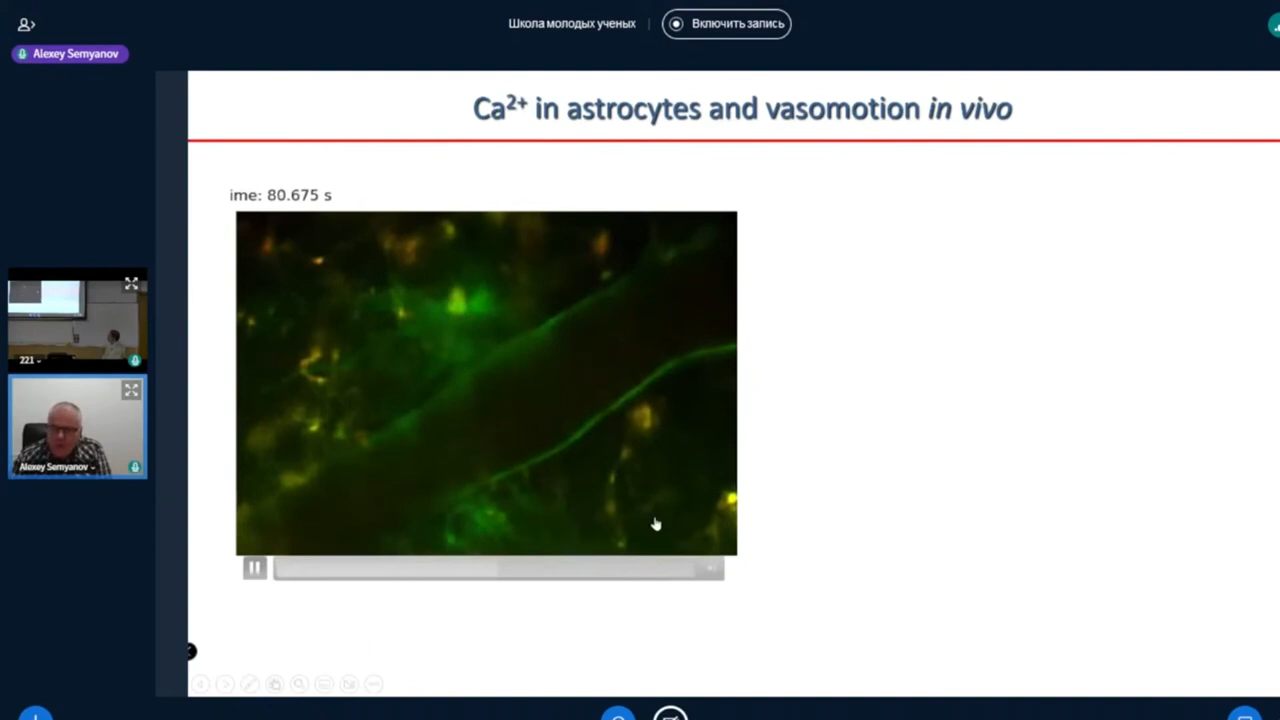 Школа молодых ученых
Включить запись
Alexey Semyanov
Ca²⁺ in astrocytes and vasomotion in vivo
ime: 80.675 s
221
Alexey Semyanov